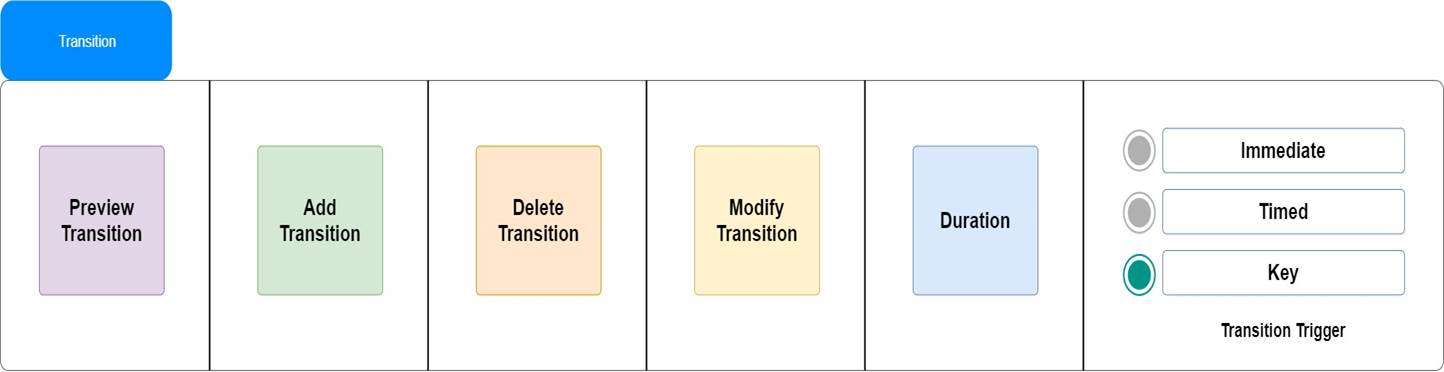 Transition
Preview
Transition
Add
Transition
Delete
Transition
Modify
Transition
Duration
Immediate
Timed
Key
Transition Trigger